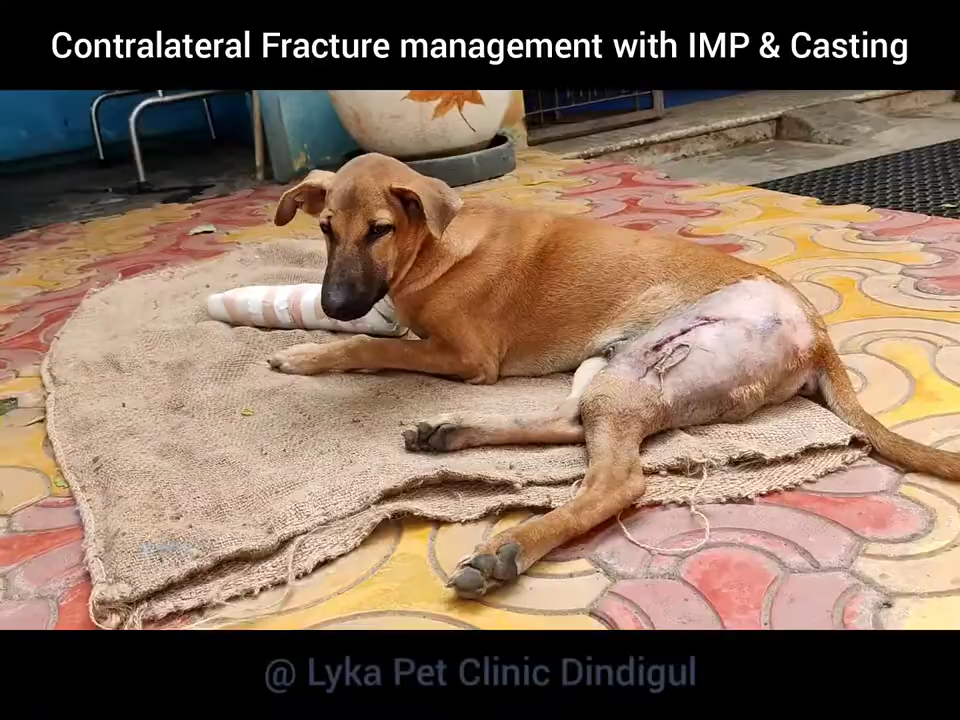 Contralateral Fracture management with IMP & Casting
@ Lyka Pet Clinic Dindigul